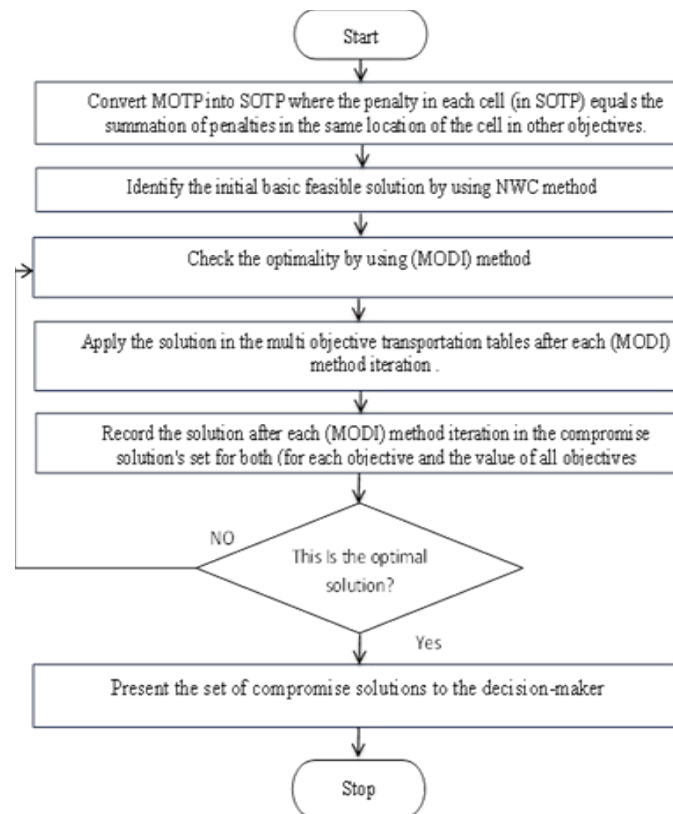 Start
Convert MOTP into SOTP where the penalty in each cell (in SOTP) equals the
summation of penalties in the same location of the cell in other objectives.
Identify the initial basic feasible solution by using NWC method
Check the optimality by using (MODI) method
Apply the solution in the multi objective transportation tables after each (MODI)
method iteration .
Record the solution after each (MODI) method iteration in the compromise
solution's set for both (for each objective and the value of all objectives
NO
This Is the optimal
solution?
Yes
Present the set of compromise solutions to the decision-maker
Stop